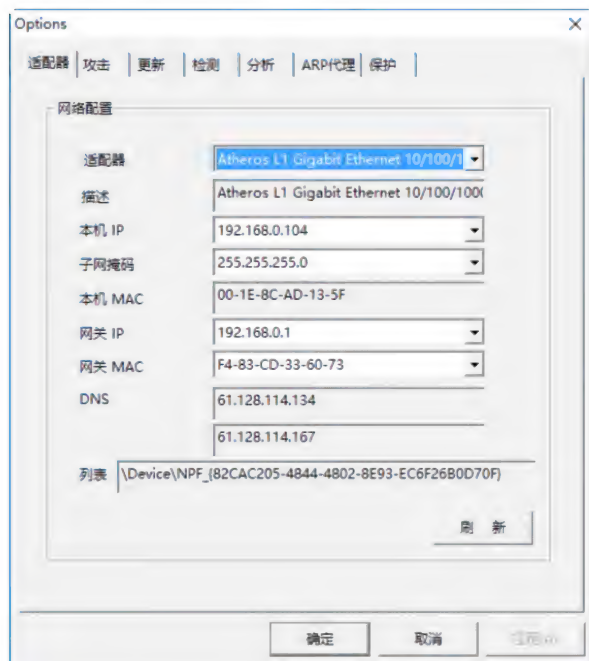 Options
适配器 攻击 更新 检测 分析 ARP代理 保护
网络配置
适配器 Atheros L1 Gigabit Ethernet 10/100/1
描述 Atheros L1 Gigabit Ethernet 10/100/1000
本机 IP 192.168.0.104
子网掩码 255.255.255.0
本机 MAC 00-1E-8C-AD-13-5F
网关 IP 192.168.0.1
网关 MAC F4-83-CD-33-60-73
DNS 61.128.114.134
61.128.114.167
列表 \Device\NPF_{82CAC205-4844-4802-8E93-EC6F26B0D70F}
刷 新
确定 取消